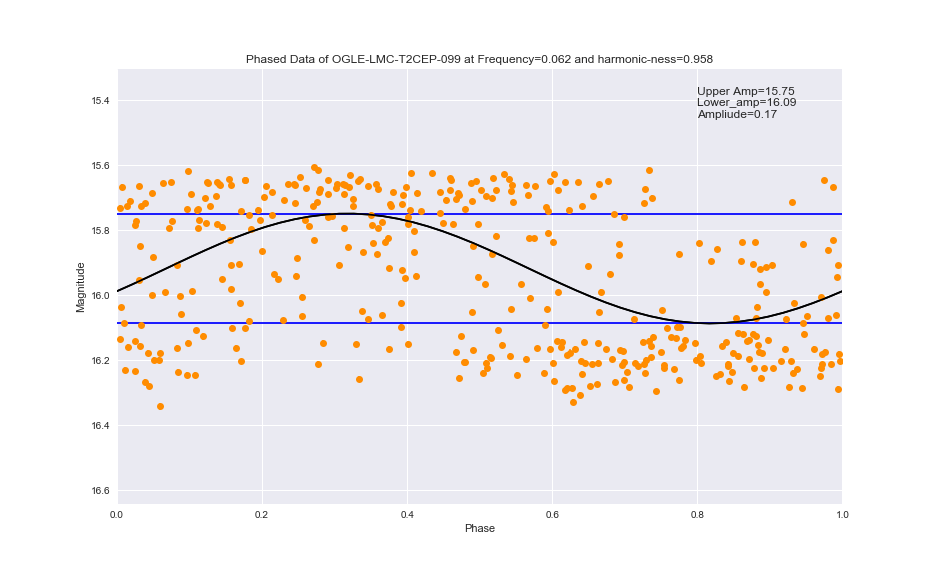 Phased Data of OGLE-LMC-T2CEP-099 at Frequency=0.062 and harmonic-ness=0.958
Upper Amp=15.75
Lower_amp=16.09
Ampliude=0.17
15.4
15.6
15.8
16.0
16.2
16.4
16.6
Magnitude
0.0 0.2 0.4 0.6 0.8 1.0
Phase